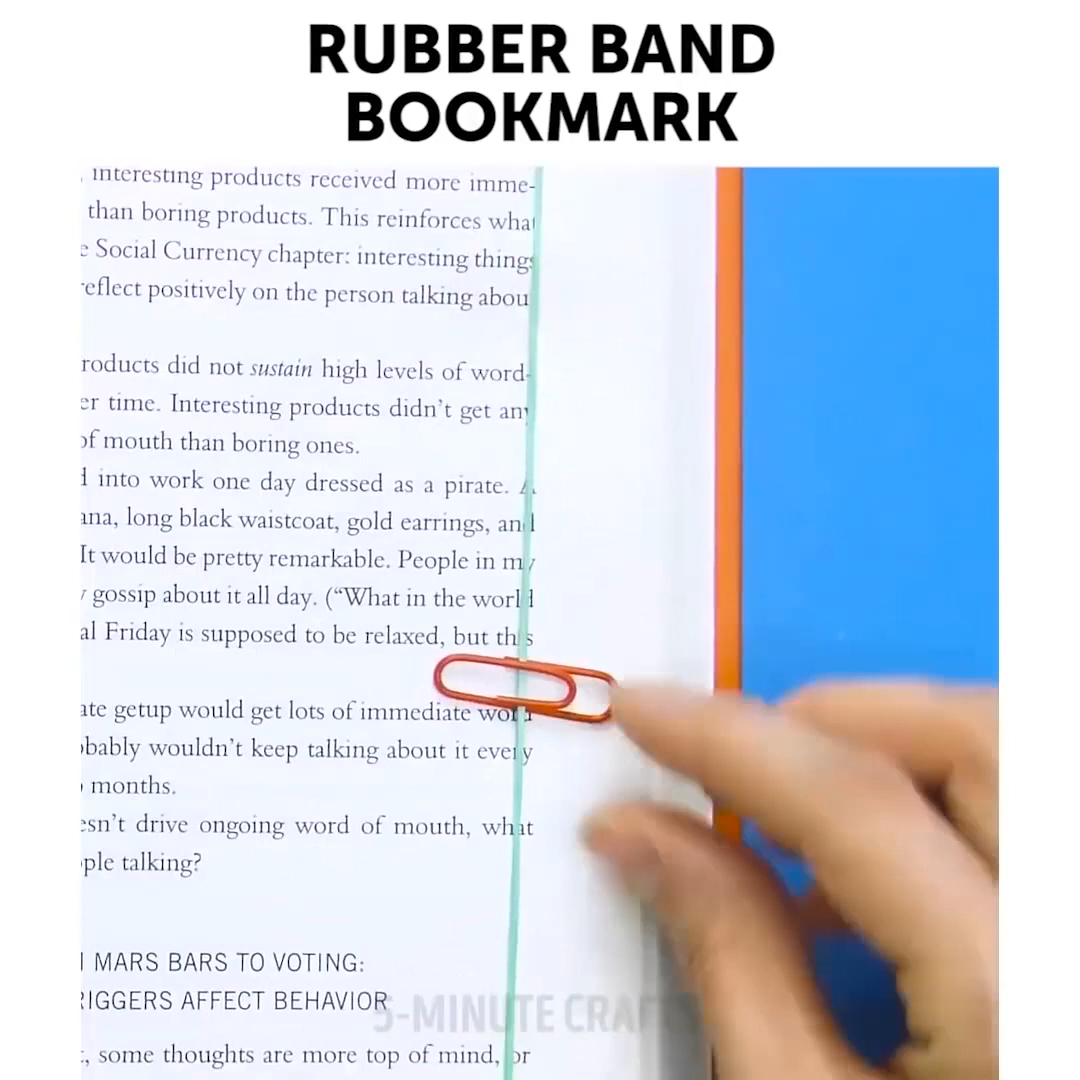 RUBBER BAND
BOOKMARK
interesting products received more imme-
than boring products. This reinforces what
Social Currency chapter: interesting things
reflect positively on the person talking abou
roducts did not sustain high levels of word-
er time. Interesting products didn't get any
of mouth than boring ones.
into work one day dressed as a pirate. A
ana, long black waistcoat, gold earrings, and
It would be pretty remarkable. People in my
gossip about it all day. (“What in the world
al Friday is supposed to be relaxed, but this
ate getup would get lots of immediate word
bably wouldn't keep talking about it every
months.
esn't drive ongoing word of mouth, what
ple talking?
MARS BARS TO VOTING:
RIGGERS AFFECT BEHAVIOR
5-MINUTE CRAFTS
, some thoughts are more top of mind, or